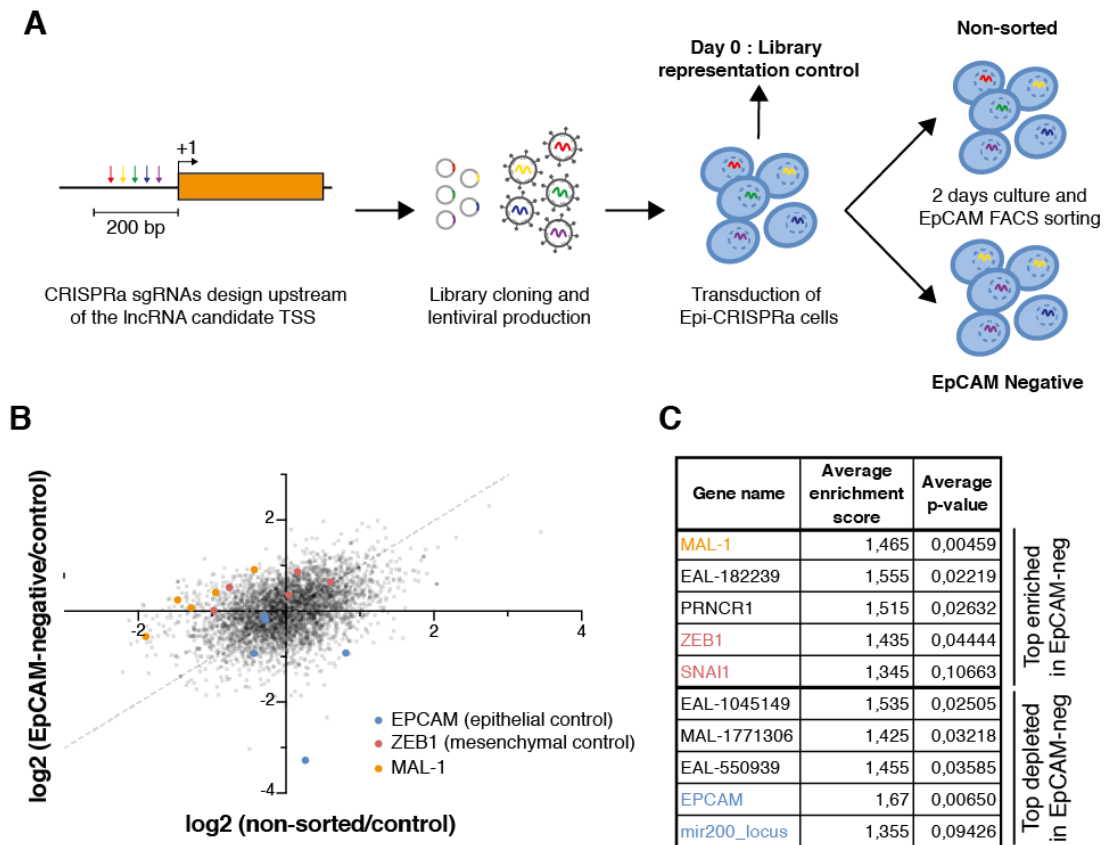 A
+1
200 bp
CRISPRa sgRNAs design upstream
of the lncRNA candidate TSS
Library cloning and
lentiviral production
Day 0 : Library
representation control
Transduction of
Epi-CRISPRa cells
Non-sorted
2 days culture and
EpCAM FACS sorting
EpCAM Negative
B
log2 (EpCAM-negative/control)
2
-2
2
4
-2
-4
EPCAM (epithelial control)
ZEB1 (mesenchymal control)
MAL-1
log2 (non-sorted/control)
C
Gene name Average enrichment score Average p-value
MAL-1 1,465 0,00459
EAL-182239 1,555 0,02219
PRNCR1 1,515 0,02632
ZEB1 1,435 0,04444
SNAI1 1,345 0,10663
EAL-1045149 1,535 0,02505
MAL-1771306 1,425 0,03218
EAL-550939 1,455 0,03585
EPCAM 1,67 0,00650
mir200_locus 1,355 0,09426
Top enriched
in EpCAM-neg
Top depleted
in EpCAM-neg